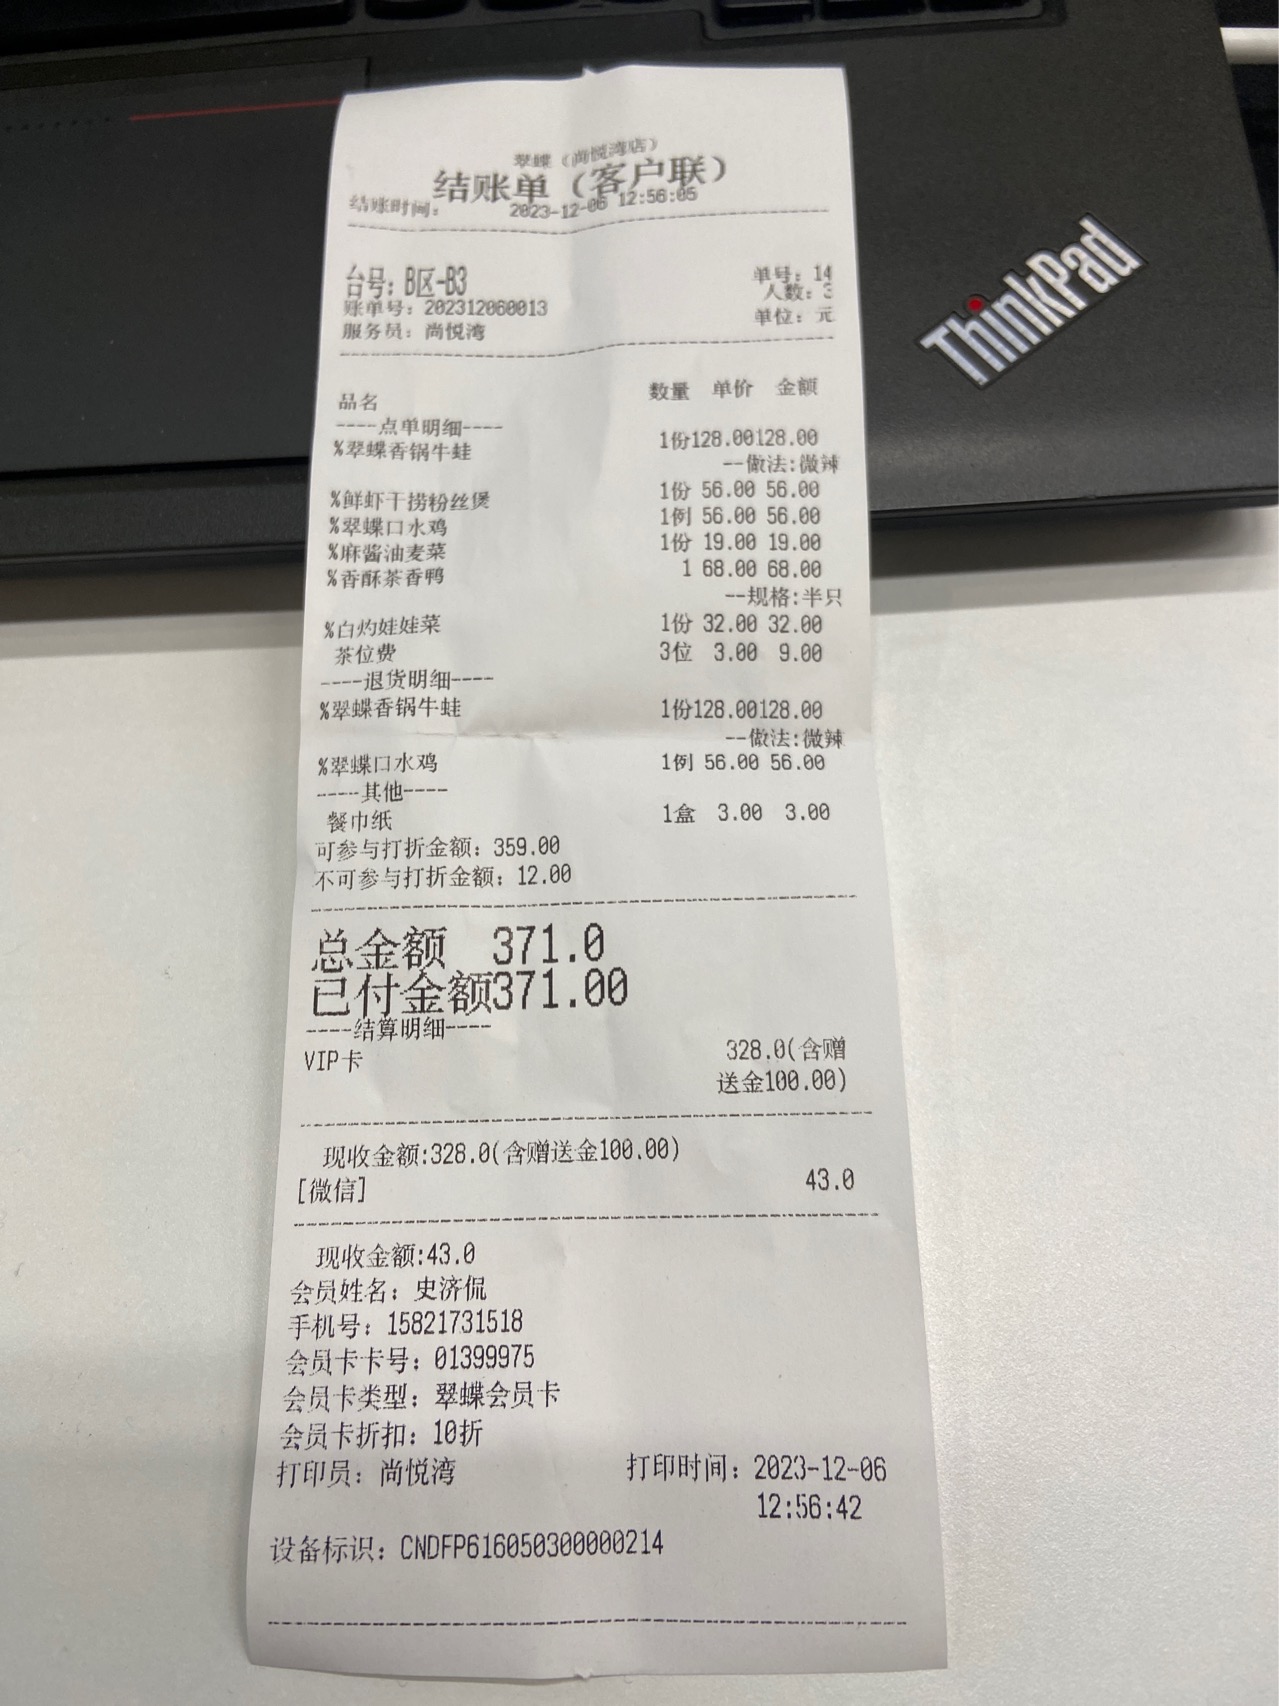 翠蝶（尚悦湾店）
结账单（客户联）
结账时间： 2023-12-06 12:56:05
台号：B区-B3 单号：14
人数：3
账单号：202312060013
服务员：尚悦湾 单位：元
品名 数量 单价 金额
----点单明细----
%翠蝶香锅牛蛙 1份128.00128.00
--做法:微辣
%鲜虾干捞粉丝煲 1份 56.00 56.00
%翠蝶口水鸡 1例 56.00 56.00
%麻酱油麦菜 1份 19.00 19.00
%香酥茶香鸭 1 68.00 68.00
--规格:半只
%白灼娃娃菜 1份 32.00 32.00
茶位费 3位 3.00 9.00
----退货明细----
%翠蝶香锅牛蛙 1份128.00128.00
--做法:微辣
%翠蝶口水鸡 1例 56.00 56.00
----其他----
餐巾纸 1盒 3.00 3.00
可参与打折金额：359.00
不可参与打折金额：12.00
总金额 371.0
已付金额371.00
----结算明细----
VIP卡 328.0(含赠
送金100.00)
现收金额:328.0(含赠送金100.00)
[微信] 43.0
现收金额:43.0
会员姓名：史济侃
手机号：15821731518
会员卡卡号：01399975
会员卡类型：翠蝶会员卡
会员卡折扣：10折
打印员：尚悦湾 打印时间：2023-12-06
12:56:42
设备标识：CNDFP616050300000214
ThinkPad